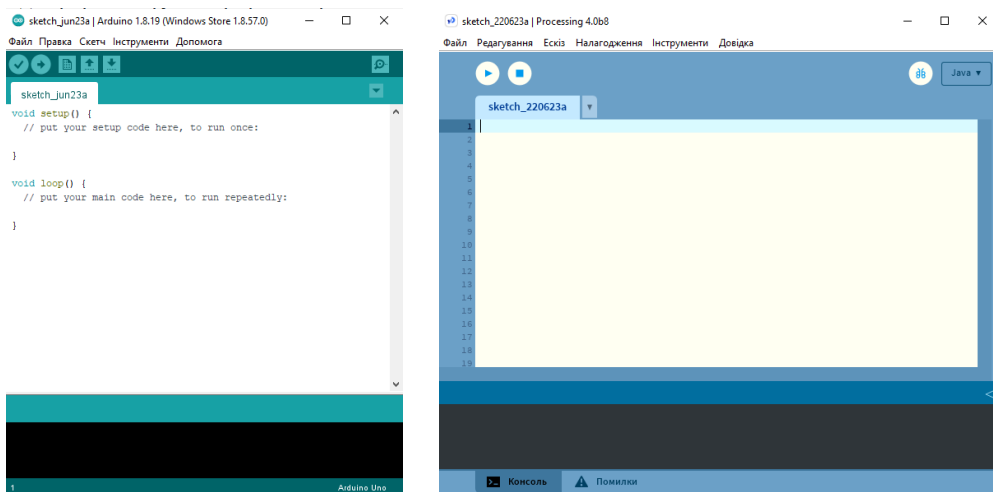 sketch_jun23a | Arduino 1.8.19 (Windows Store 1.8.57.0)
Файл Правка Скетч Інструменти Допомога
sketch_jun23a
void setup() {
// put your setup code here, to run once:
}
void loop() {
// put your main code here, to run repeatedly:
}
1
Arduino Uno
sketch_220623a | Processing 4.0b8
Файл Редагування Ескіз Налагодження Інструменти Довідка
Java
sketch_220623a
1
2
3
4
5
6
7
8
9
10
11
12
13
14
15
16
17
18
19
Консоль
Помилки